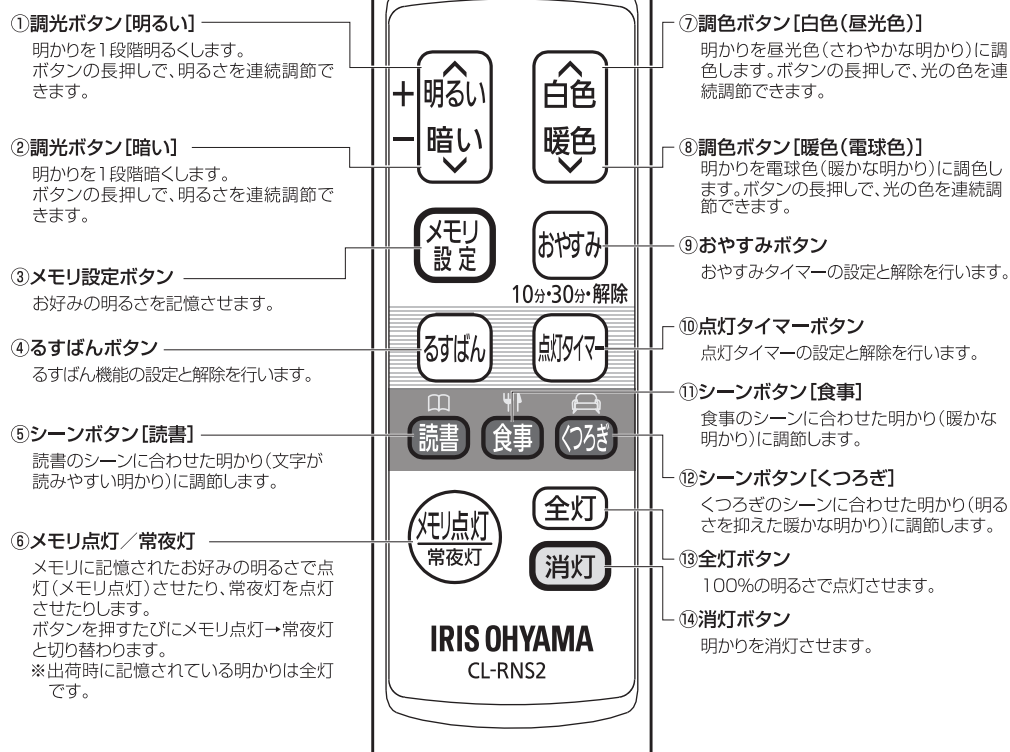 ①調光ボタン［明るい］
明かりを１段階明るくします。
ボタンの長押しで、明るさを連続調節で
きます。
②調光ボタン［暗い］
明かりを１段階暗くします。
ボタンの長押しで、明るさを連続調節で
きます。
③メモリ設定ボタン
お好みの明るさを記憶させます。
④るすばんボタン
るすばん機能の設定と解除を行います。
⑤シーンボタン［読書］
読書のシーンに合わせた明かり（文字が
読みやすい明かり）に調節します。
⑥メモリ点灯／常夜灯
メモリに記憶されたお好みの明るさで点
灯（メモリ点灯）させたり、常夜灯を点灯
させたりします。
ボタンを押すたびにメモリ点灯→常夜灯
と切り替わります。
※出荷時に記憶されている明かりは全灯
です。
＋
明るい
－
暗い
白色
暖色
メモリ
設定
おやすみ
10分・30分・解除
るすばん
点灯タイマー
読書
食事
くつろぎ
メモリ点灯
常夜灯
全灯
消灯
IRIS OHYAMA
CL-RNS2
⑦調色ボタン［白色（昼光色）］
明かりを昼光色（さわやかな明かり）に調
色します。ボタンの長押しで、光の色を連
続調節できます。
⑧調色ボタン［暖色（電球色）］
明かりを電球色（暖かな明かり）に調色し
ます。ボタンの長押しで、光の色を連続調
節できます。
⑨おやすみボタン
おやすみタイマーの設定と解除を行います。
⑩点灯タイマーボタン
点灯タイマーの設定と解除を行います。
⑪シーンボタン［食事］
食事のシーンに合わせた明かり（暖かな
明かり）に調節します。
⑫シーンボタン［くつろぎ］
くつろぎのシーンに合わせた明かり（明る
さを抑えた暖かな明かり）に調節します。
⑬全灯ボタン
100%の明るさで点灯させます。
⑭消灯ボタン
明かりを消灯させます。